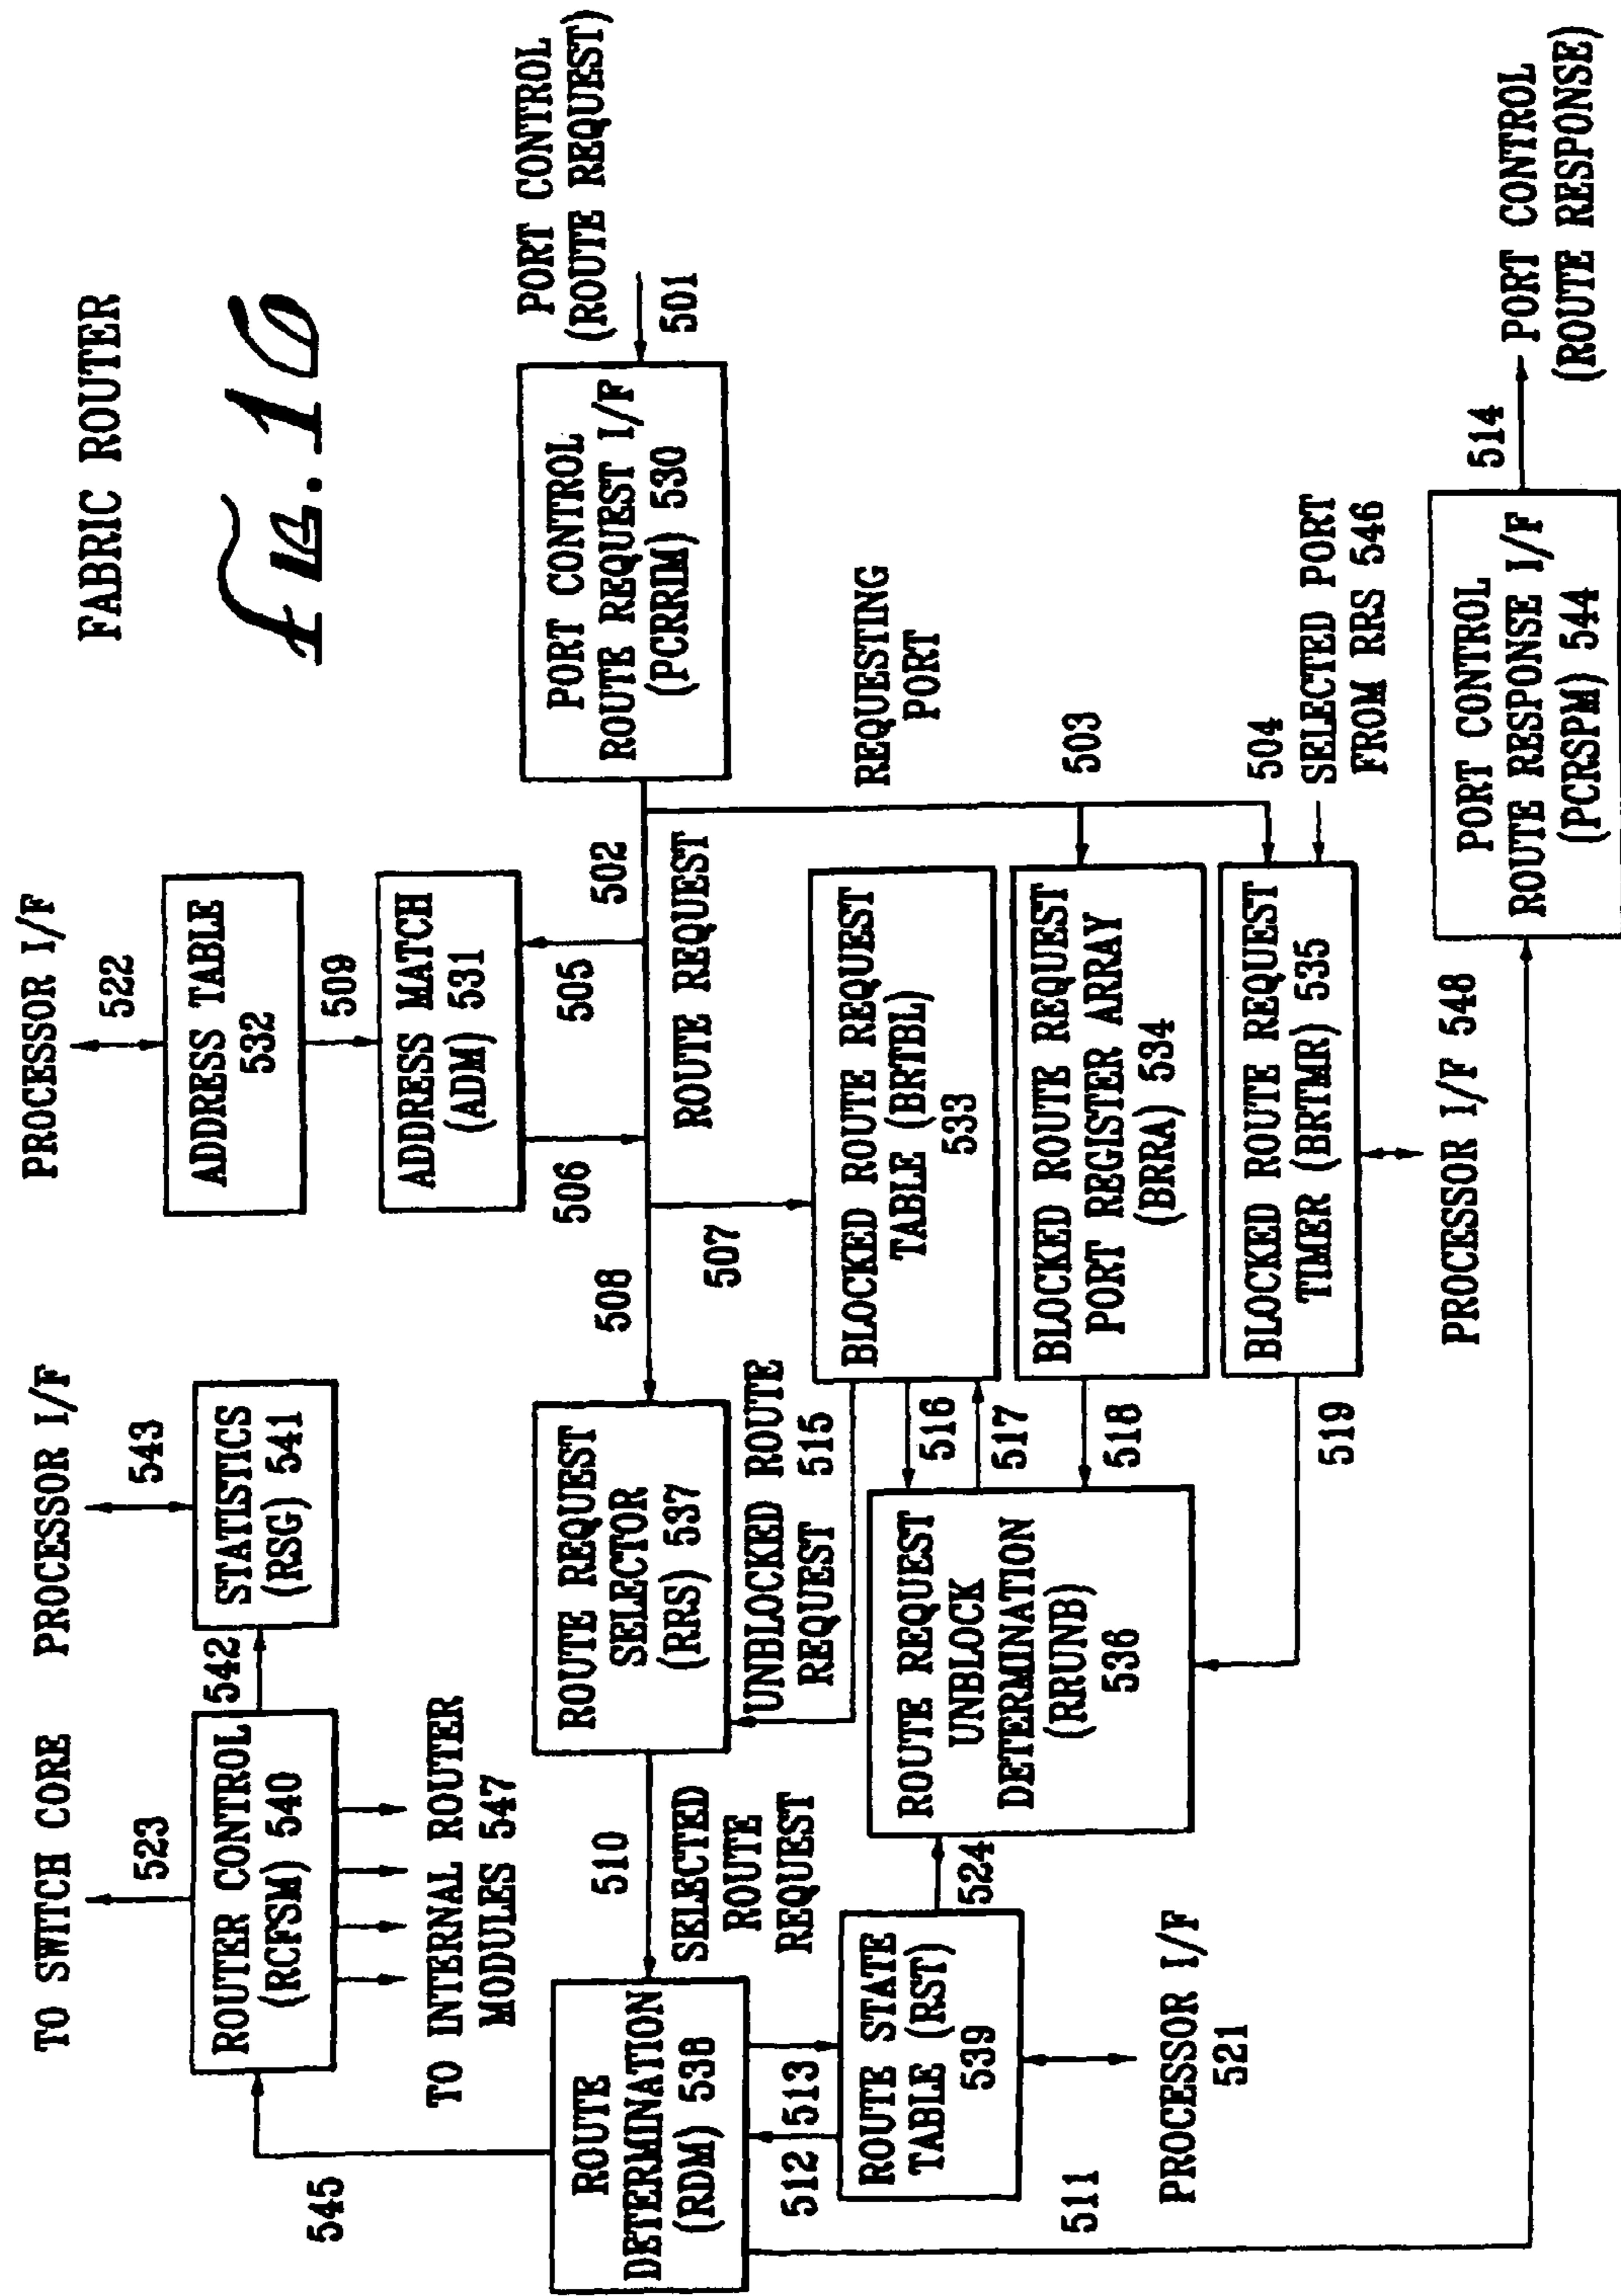 FABRIC ROUTER
FIG. 16
TO SWITCH CORE
PROCESSOR I/F
PROCESSOR I/F
523
543
522
ROUTER CONTROL
(RCFSM) 540
542
STATISTICS
(RSG) 541
ADDRESS TABLE
532
509
545
TO INTERNAL ROUTER
MODULES 547
ADDRESS MATCH
(ADM) 531
506
505
502
PORT CONTROL
(ROUTE REQUEST)
501
PORT CONTROL
ROUTE REQUEST I/F
(PCRRIM) 530
ROUTE
DETERMINATION
(RDM) 538
510
SELECTED
ROUTE
REQUEST
ROUTE REQUEST
SELECTOR
(RRS) 537
508
507
ROUTE REQUEST
UNBLOCKED ROUTE
REQUEST
515
512
513
ROUTE STATE
TABLE (RST)
539
511
PROCESSOR I/F
521
524
ROUTE REQUEST
UNBLOCK
DETERMINATION
(RRUNB)
536
516
517
518
519
BLOCKED ROUTE REQUEST
TABLE (BRTBL)
533
BLOCKED ROUTE REQUEST
PORT REGISTER ARRAY
(BRRA) 534
BLOCKED ROUTE REQUEST
TIMER (BRTMR) 535
REQUESTING
PORT
503
504
SELECTED PORT
FROM RRS 546
PROCESSOR I/F 548
PORT CONTROL
ROUTE RESPONSE I/F
(PCRSPM) 544
514
PORT CONTROL
(ROUTE RESPONSE)